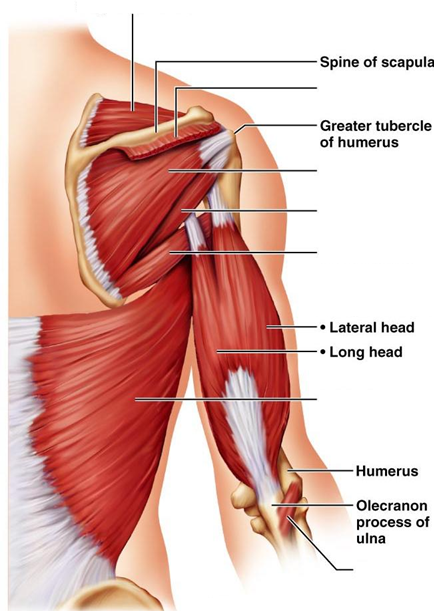 Spine of scapula
Greater tubercle
of humerus
• Lateral head
• Long head
Humerus
Olecranon
process of
ulna